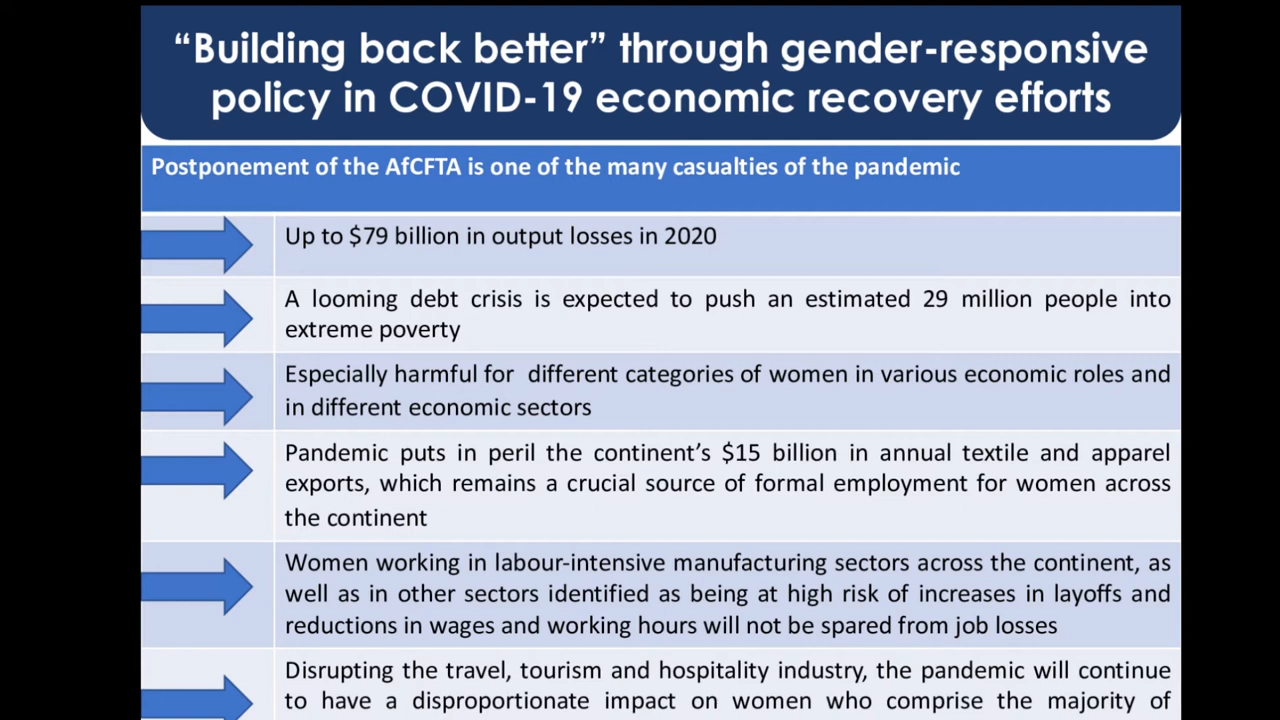 “Building back better” through gender-responsive
policy in COVID-19 economic recovery efforts
Postponement of the AfCFTA is one of the many casualties of the pandemic
Up to $79 billion in output losses in 2020
A looming debt crisis is expected to push an estimated 29 million people into
extreme poverty
Especially harmful for different categories of women in various economic roles and
in different economic sectors
Pandemic puts in peril the continent’s $15 billion in annual textile and apparel
exports, which remains a crucial source of formal employment for women across
the continent
Women working in labour-intensive manufacturing sectors across the continent, as
well as in other sectors identified as being at high risk of increases in layoffs and
reductions in wages and working hours will not be spared from job losses
Disrupting the travel, tourism and hospitality industry, the pandemic will continue
to have a disproportionate impact on women who comprise the majority of